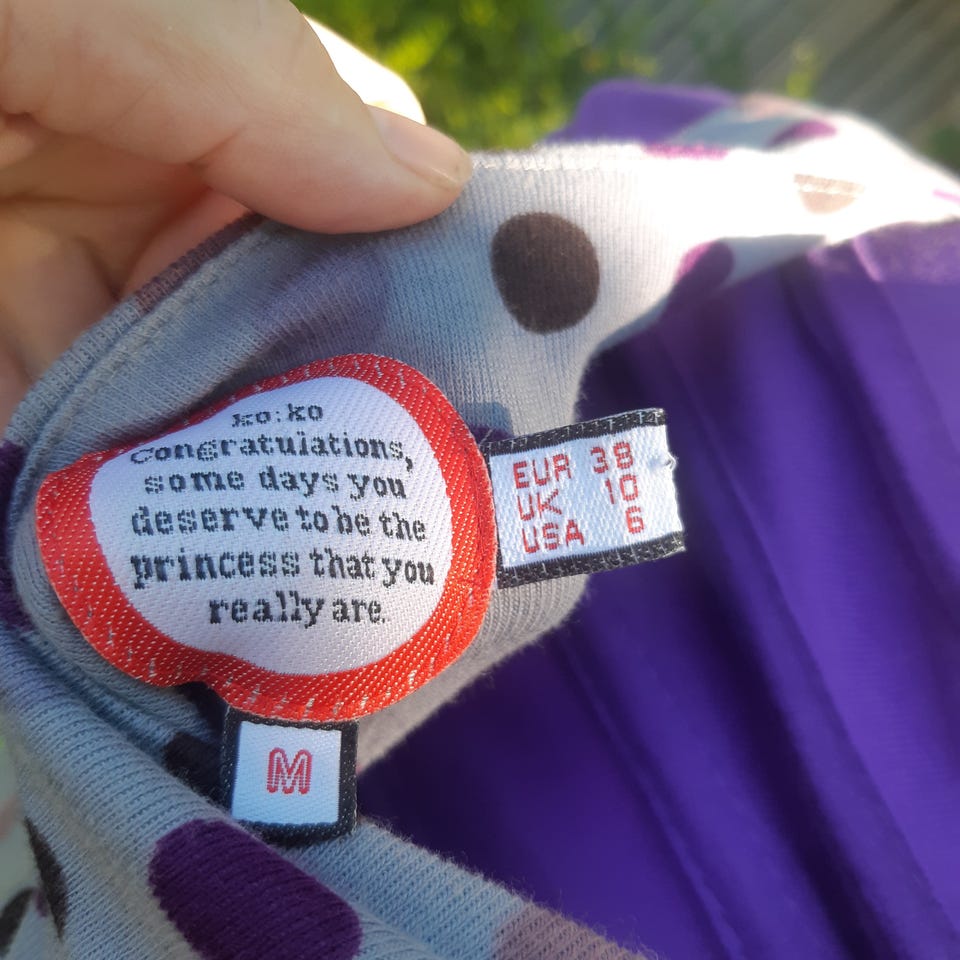 ko:ko
Congratulations,
some days you
deserve to be the
princess that you
really are.
EUR 38
UK 10
USA 6
M